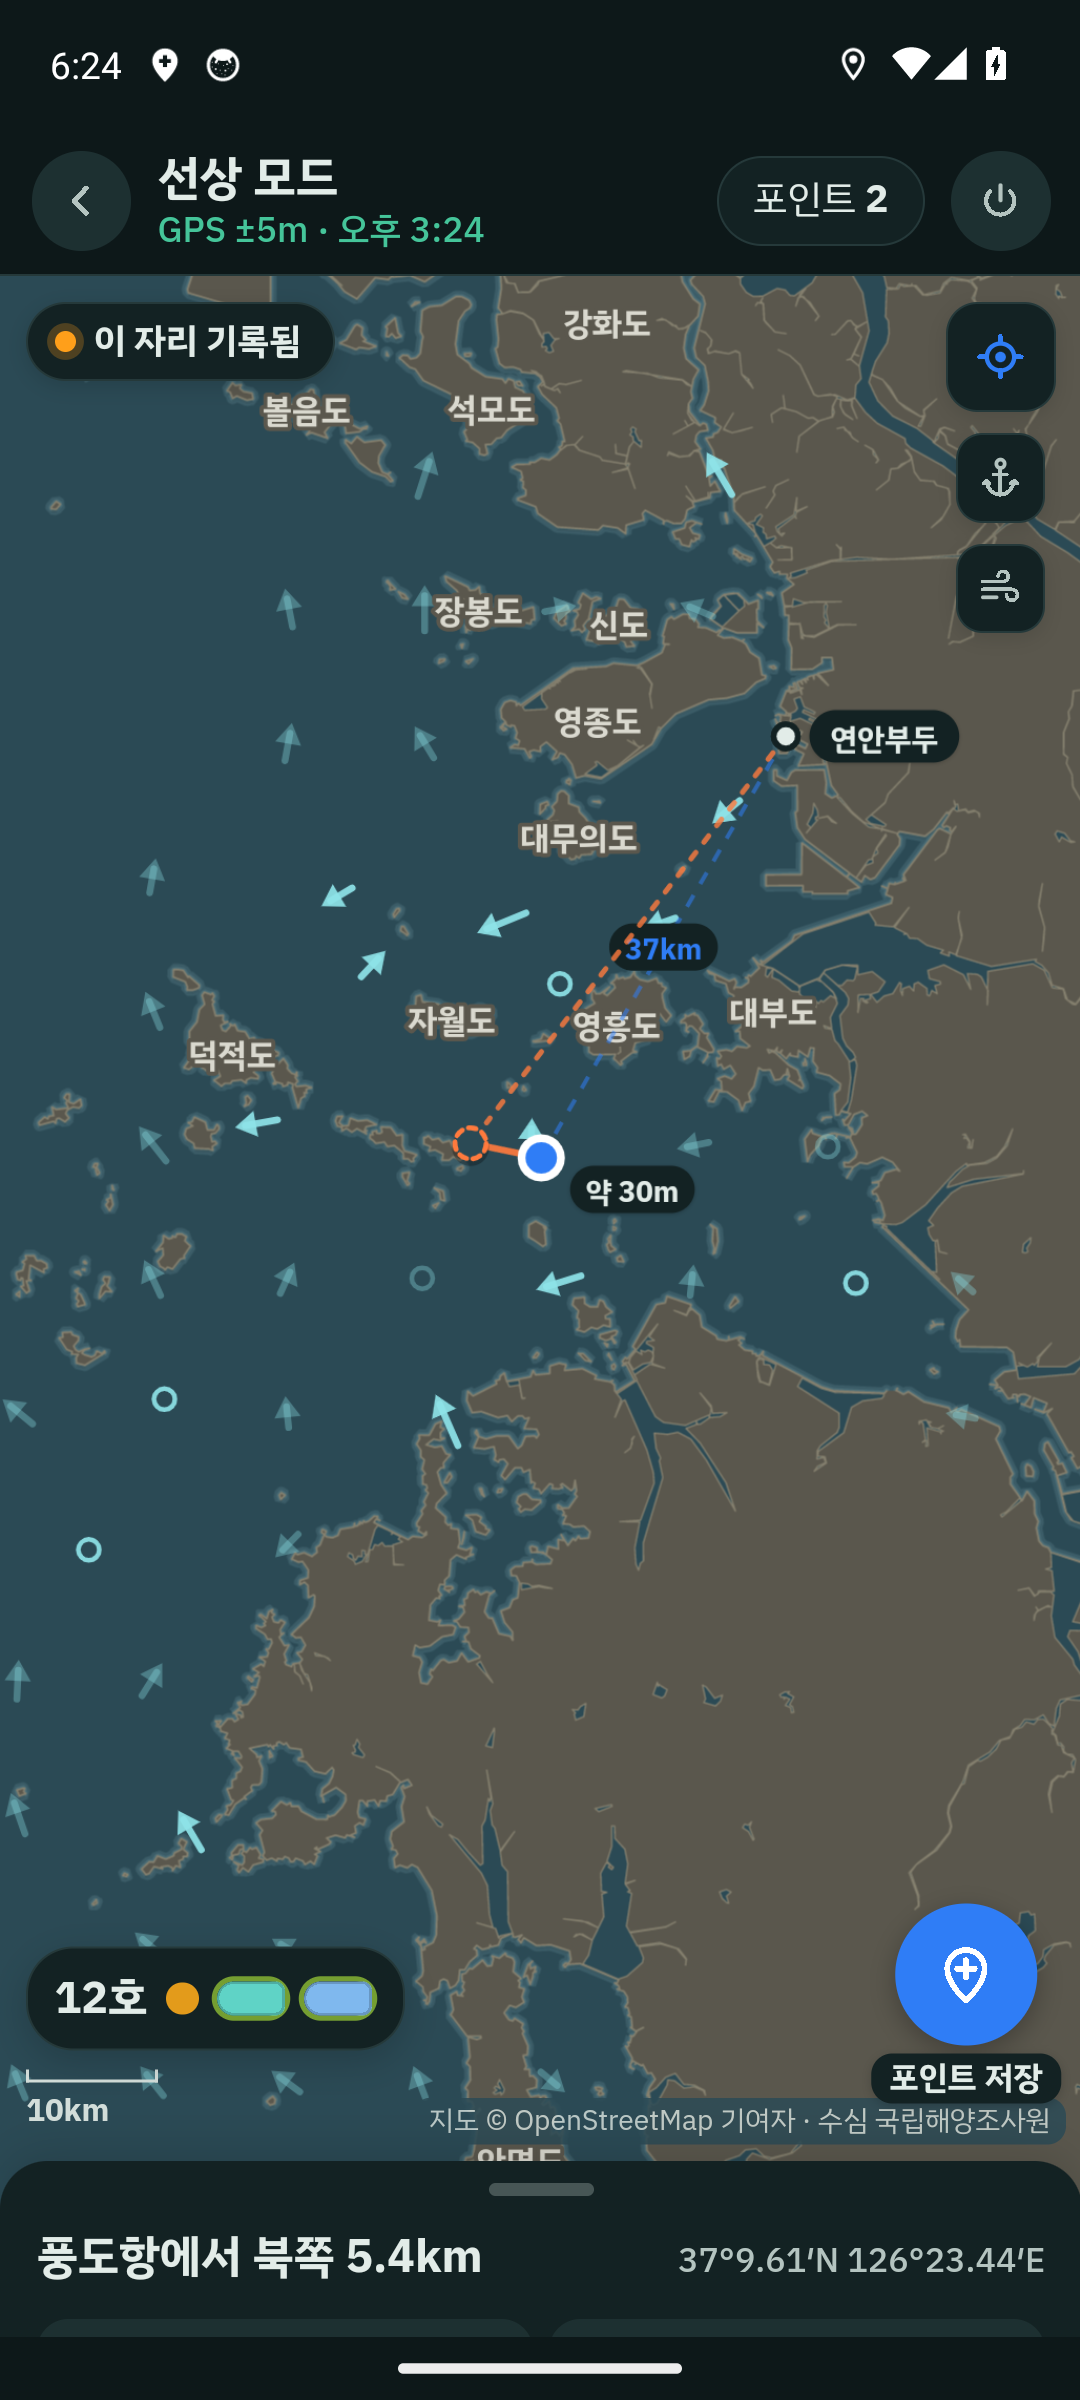 6:24
선상 모드
GPS ±5m · 오후 3:24
포인트 2
이 자리 기록됨
강화도
볼음도
석모도
장봉도
신도
영종도
연안부두
대무의도
37km
자월도
영흥도
대부도
덕적도
약 30m
12호
10km
포인트 저장
지도 © OpenStreetMap 기여자 · 수심 국립해양조사원
풍도항에서 북쪽 5.4km
37°9.61′N 126°23.44′E